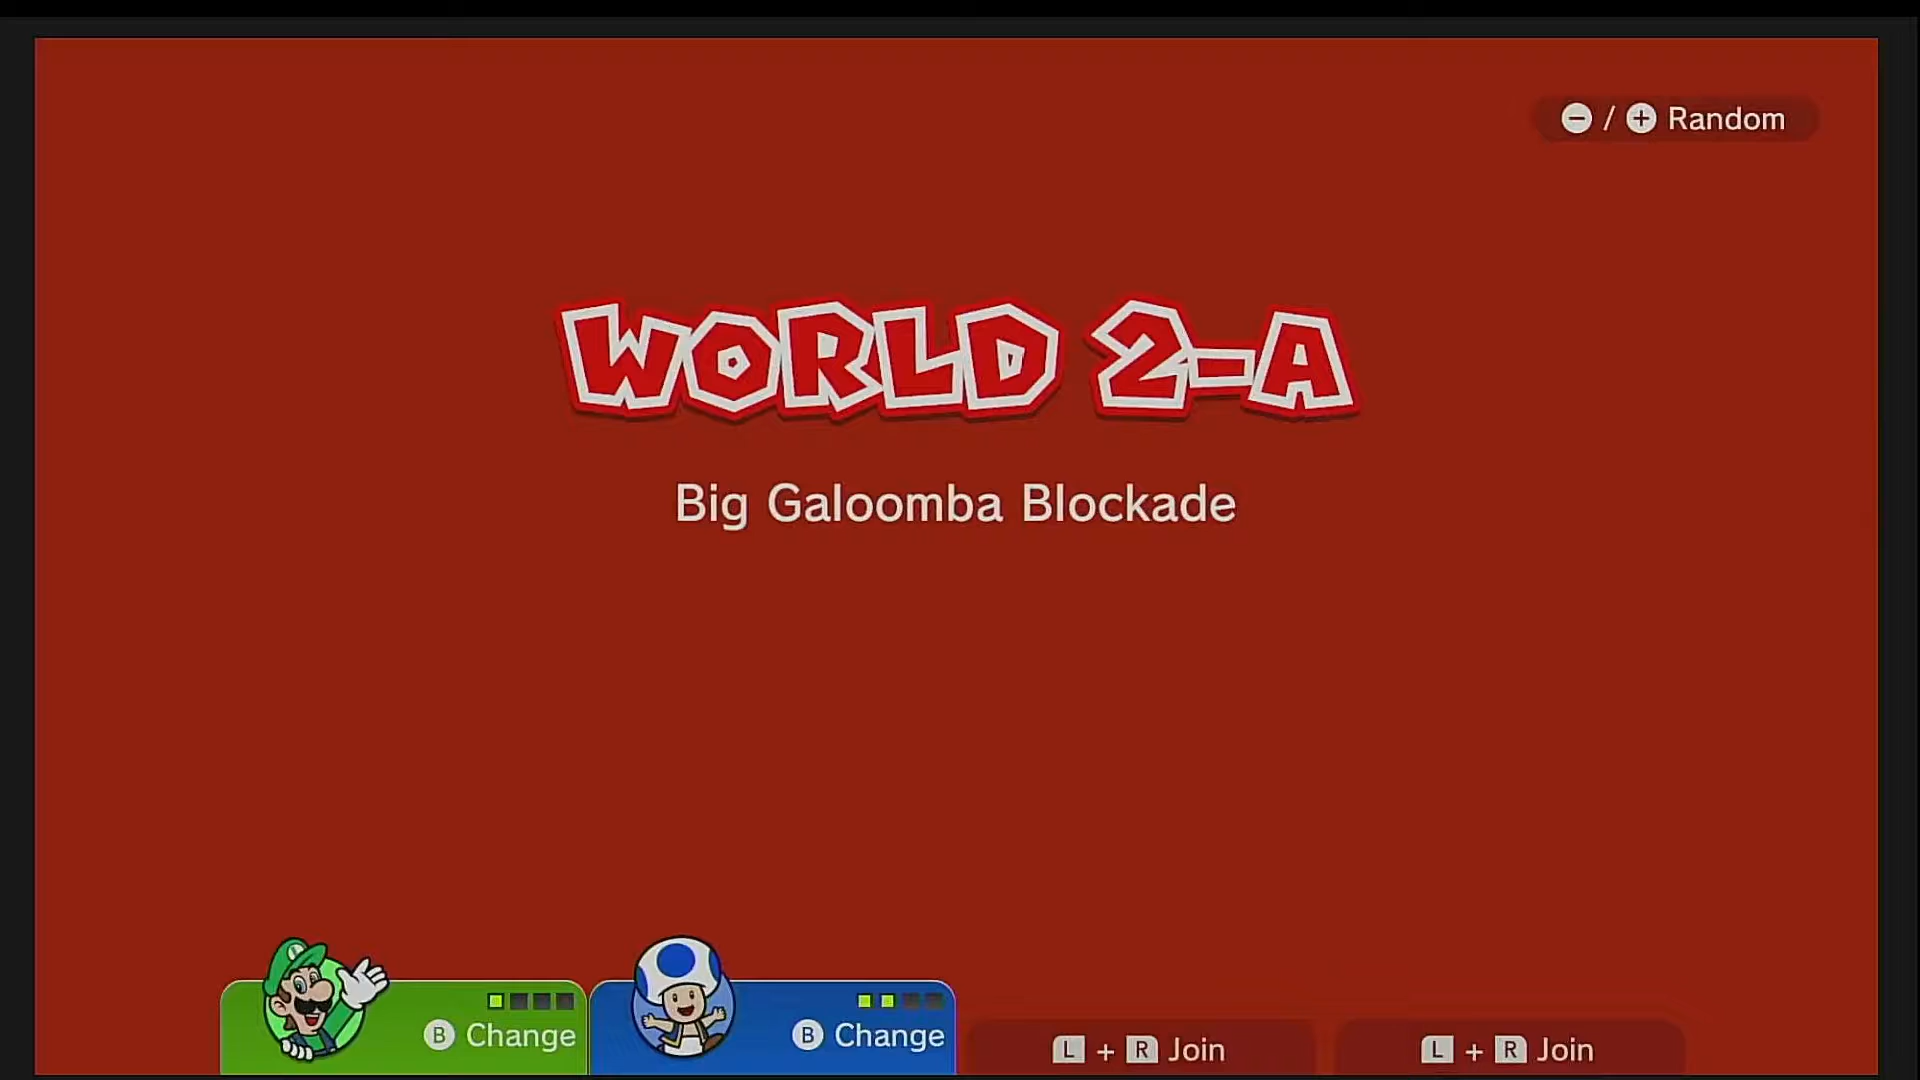 − / + Random
WORLD 2-A
Big Galoomba Blockade
B Change
B Change
L + R Join
L + R Join